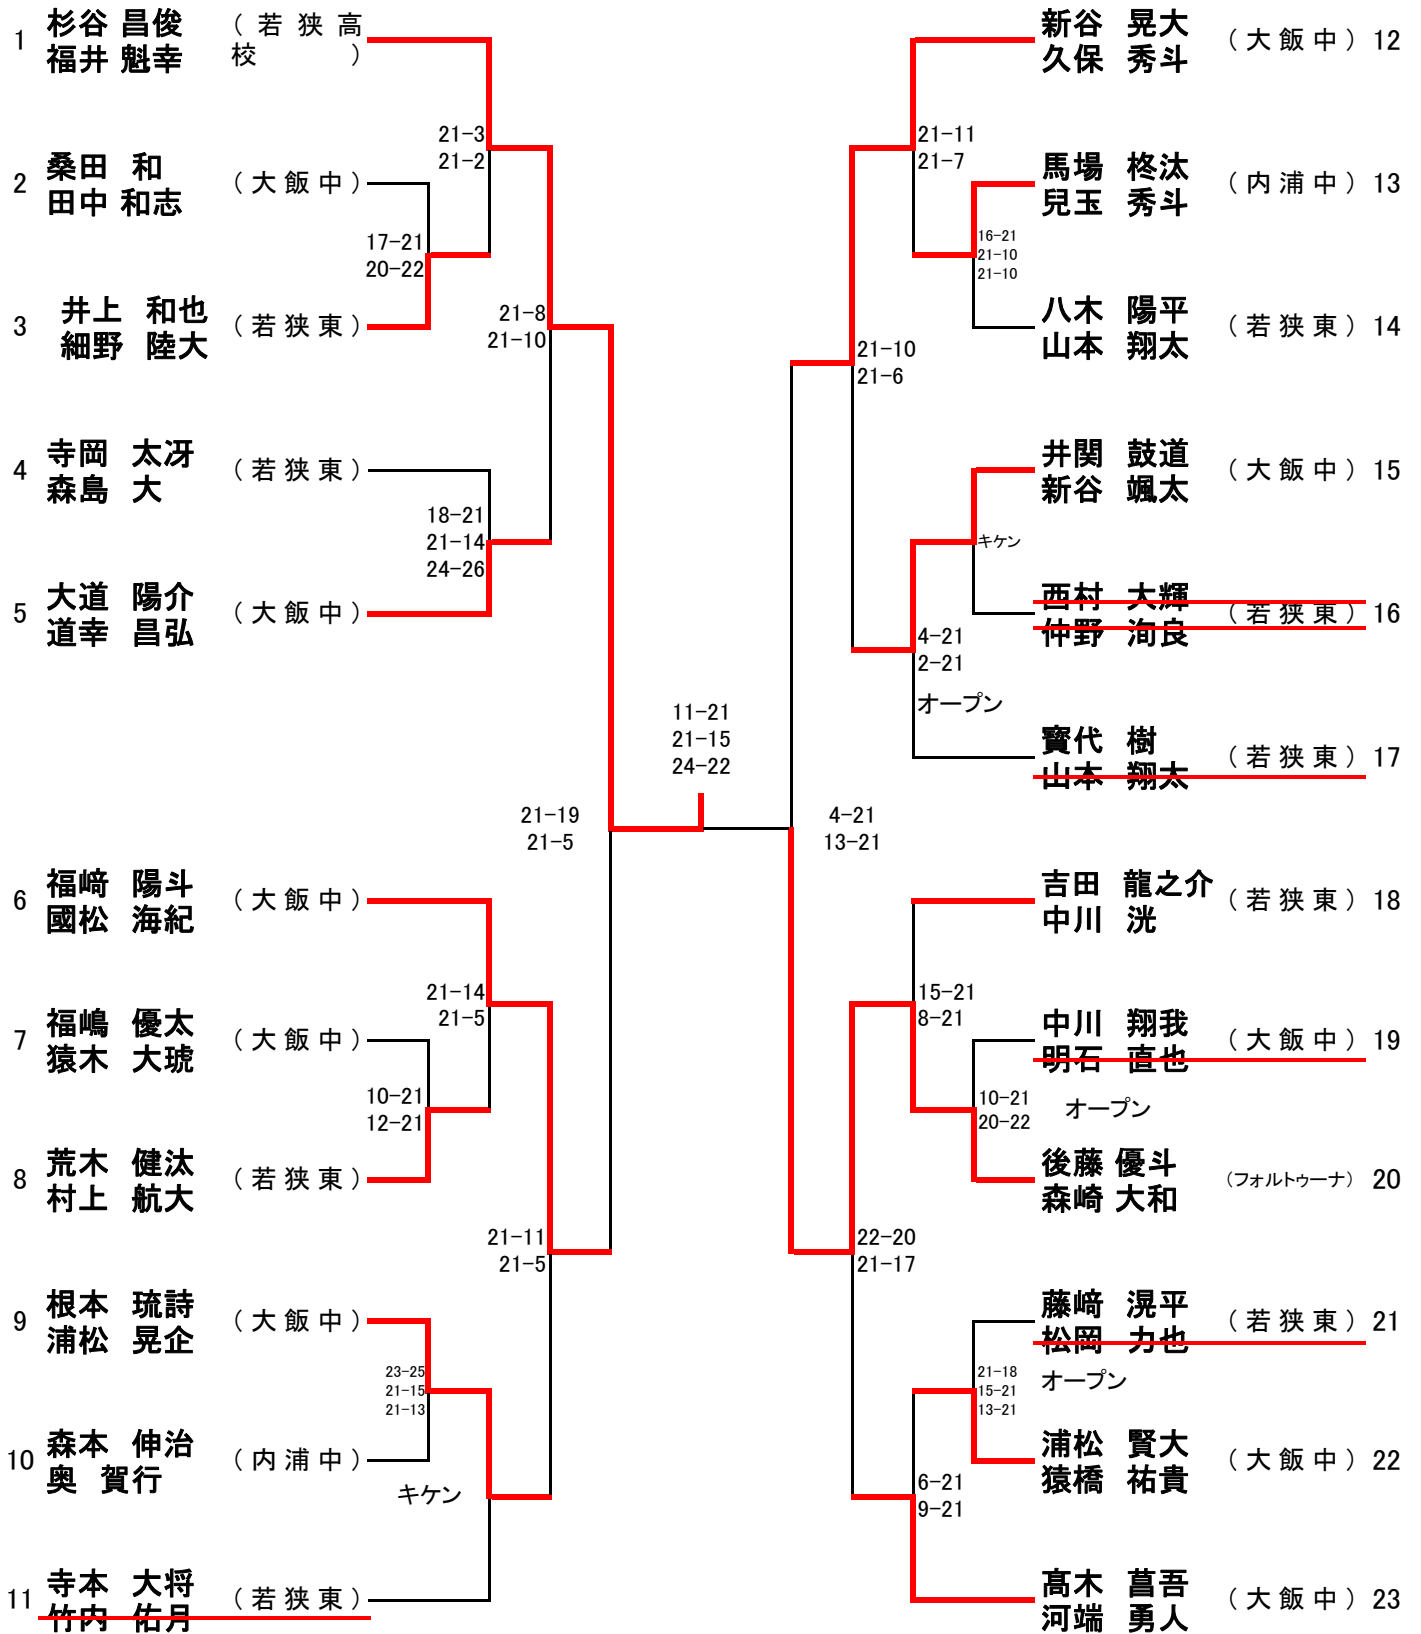 1 杉谷 昌俊 （若狭高
福井 魁幸 校）
21-3
21-2
2 桑田 和 （大飯中）
田中 和志
17-21
20-22
3 井上 和也 （若狭東）
細野 陸大
21-8
21-10
4 寺岡 太冴 （若狭東）
森島 大
18-21
21-14
24-26
5 大道 陽介 （大飯中）
道幸 昌弘
21-19
21-5
6 福﨑 陽斗 （大飯中）
國松 海紀
21-14
21-5
7 福嶋 優太 （大飯中）
猿木 大琥
10-21
12-21
8 荒木 健汰 （若狭東）
村上 航大
21-11
21-5
9 根本 琉詩 （大飯中）
浦松 晃企
23-25
21-15
21-13
10 森本 伸治 （内浦中）
奥 賀行
キケン
11 寺本 大将 （若狭東）
竹内 佑月
11-21
21-15
24-22
新谷 晃大 （大飯中） 12
久保 秀斗
21-11
21-7
馬場 柊汰 （内浦中） 13
兒玉 秀斗
16-21
21-10
21-10
八木 陽平 （若狭東） 14
山本 翔太
21-10
21-6
井関 鼓道 （大飯中） 15
新谷 颯太
キケン
西村 大輝 （若狭東） 16
仲野 洵良
4-21
2-21
オープン
寳代 樹 （若狭東） 17
山本 翔太
4-21
13-21
吉田 龍之介 （若狭東） 18
中川 洸
15-21
8-21
中川 翔我 （大飯中） 19
明石 直也
10-21
20-22
オープン
後藤 優斗 （フォルトゥーナ） 20
森崎 大和
22-20
21-17
藤﨑 滉平 （若狭東） 21
松岡 力也
21-18
15-21
13-21
オープン
浦松 賢大 （大飯中） 22
猿橋 祐貴
6-21
9-21
髙木 菖吾 （大飯中） 23
河端 勇人